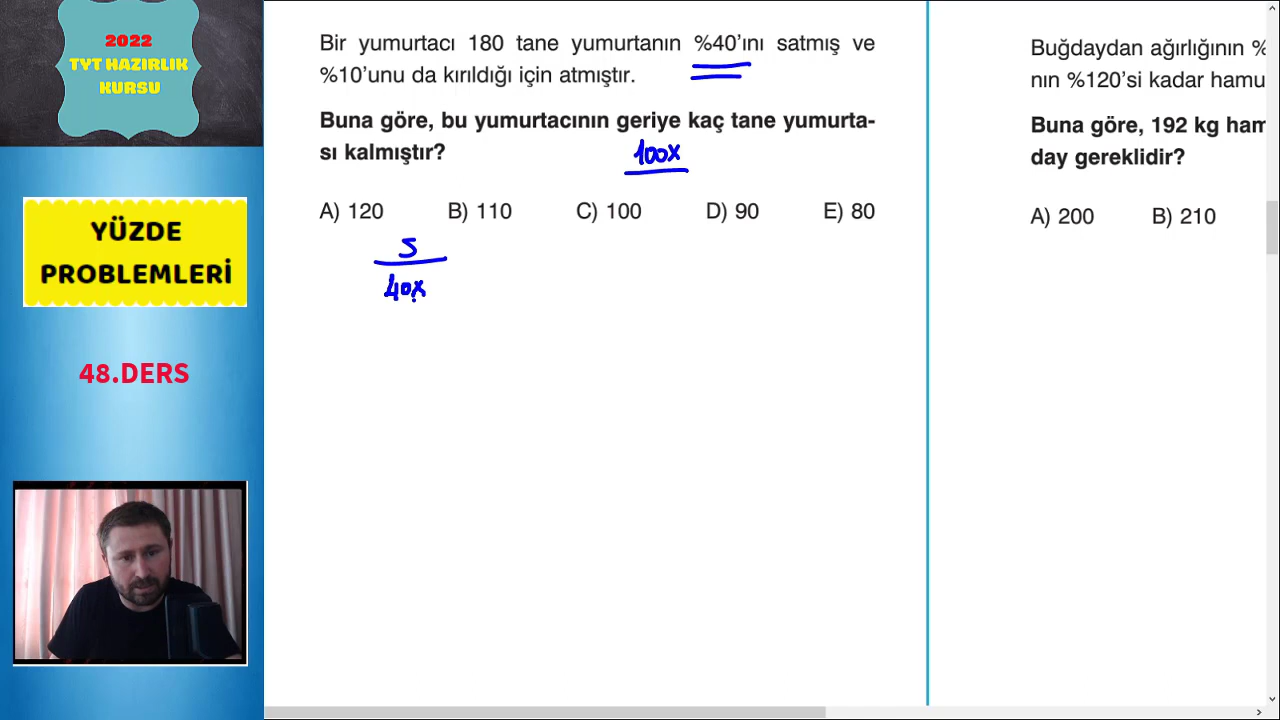 2022
TYT HAZIRLIK
KURSU
YÜZDE
PROBLEMLERİ
48.DERS
Bir yumurtacı 180 tane yumurtanın %40'ını satmış ve
%10'unu da kırıldığı için atmıştır.
Buna göre, bu yumurtacının geriye kaç tane yumurta-
sı kalmıştır?
100x
A) 120 B) 110 C) 100 D) 90 E) 80
S
40x
Buğdaydan ağırlığının %
nın %120'si kadar hamu
Buna göre, 192 kg ham
day gereklidir?
A) 200 B) 210